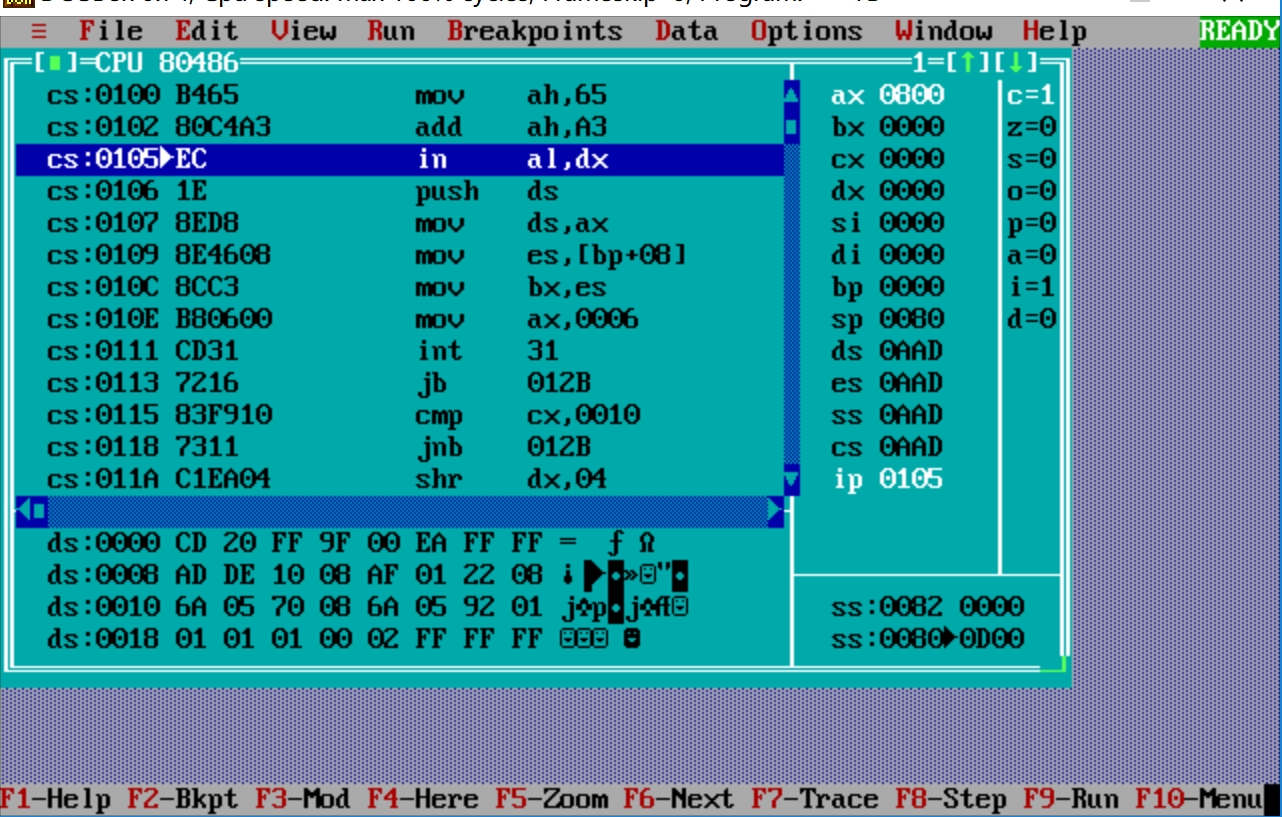 ≡ File Edit View Run Breakpoints Data Options Window Help READY
[■]=CPU 80486 1=[↑][↓]
cs:0100 B465 mov ah,65 ax 0800 c=1
cs:0102 80C4A3 add ah,A3 bx 0000 z=0
cs:0105►EC in al,dx cx 0000 s=0
cs:0106 1E push ds dx 0000 o=0
cs:0107 8ED8 mov ds,ax si 0000 p=0
cs:0109 8E4608 mov es,[bp+08] di 0000 a=0
cs:010C 8CC3 mov bx,es bp 0000 i=1
cs:010E B80600 mov ax,0006 sp 0080 d=0
cs:0111 CD31 int 31 ds 0AAD
cs:0113 7216 jb 012B es 0AAD
cs:0115 83F910 cmp cx,0010 ss 0AAD
cs:0118 7311 jnb 012B cs 0AAD
cs:011A C1EA04 shr dx,04 ip 0105
ds:0000 CD 20 FF 9F 00 EA FF FF = ƒ Ω
ds:0008 AD DE 10 08 AF 01 22 08 ¡ ►◘»☺"◘
ds:0010 6A 05 70 08 6A 05 92 01 j♣p◘j♣Æ☺ ss:0082 0000
ds:0018 01 01 01 00 02 FF FF FF ☺☺☺ ☻ ss:0080►0D00
F1-Help F2-Bkpt F3-Mod F4-Here F5-Zoom F6-Next F7-Trace F8-Step F9-Run F10-Menu